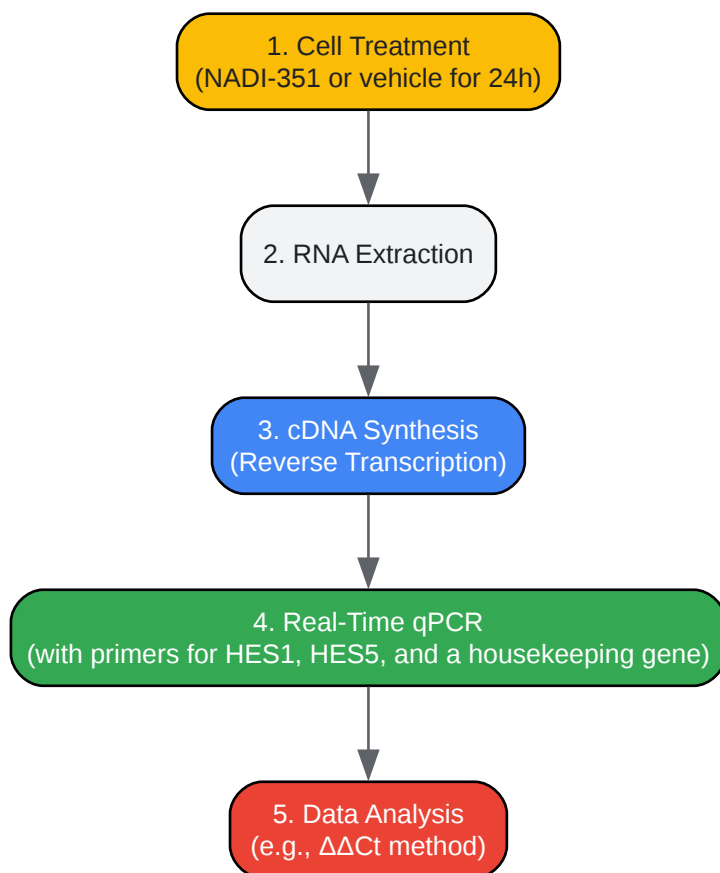 1. Cell Treatment
(NADI-351 or vehicle for 24h)
2. RNA Extraction
3. cDNA Synthesis
(Reverse Transcription)
4. Real-Time qPCR
(with primers for HES1, HES5, and a housekeeping gene)
5. Data Analysis
(e.g., ΔΔCt method)